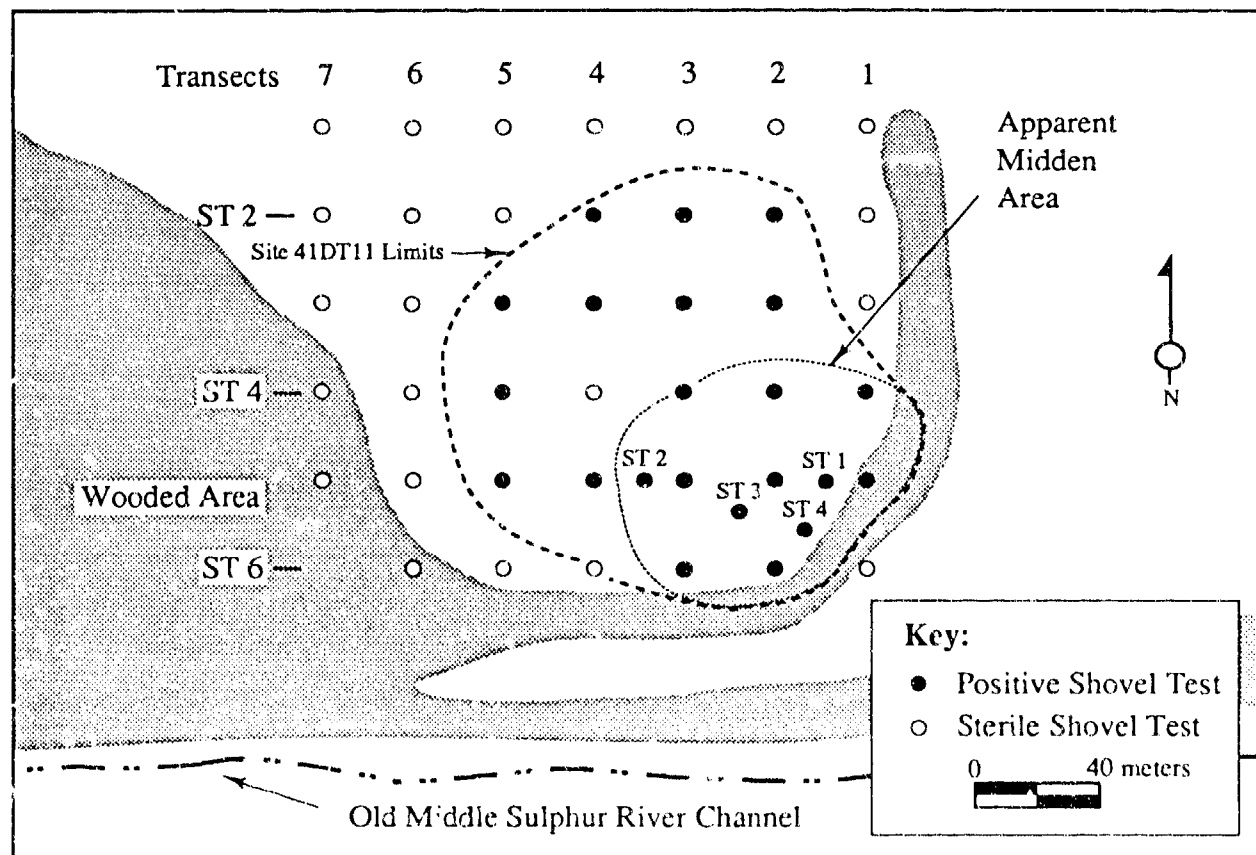 Transects 7 6 5 4 3 2 1
Apparent
Midden
Area
ST 2
Site 41DT11 Limits
ST 4
N
ST 2
ST 1
Wooded Area
ST 3
ST 4
ST 6
Key:
Positive Shovel Test
Sterile Shovel Test
0 40 meters
Old Middle Sulphur River Channel